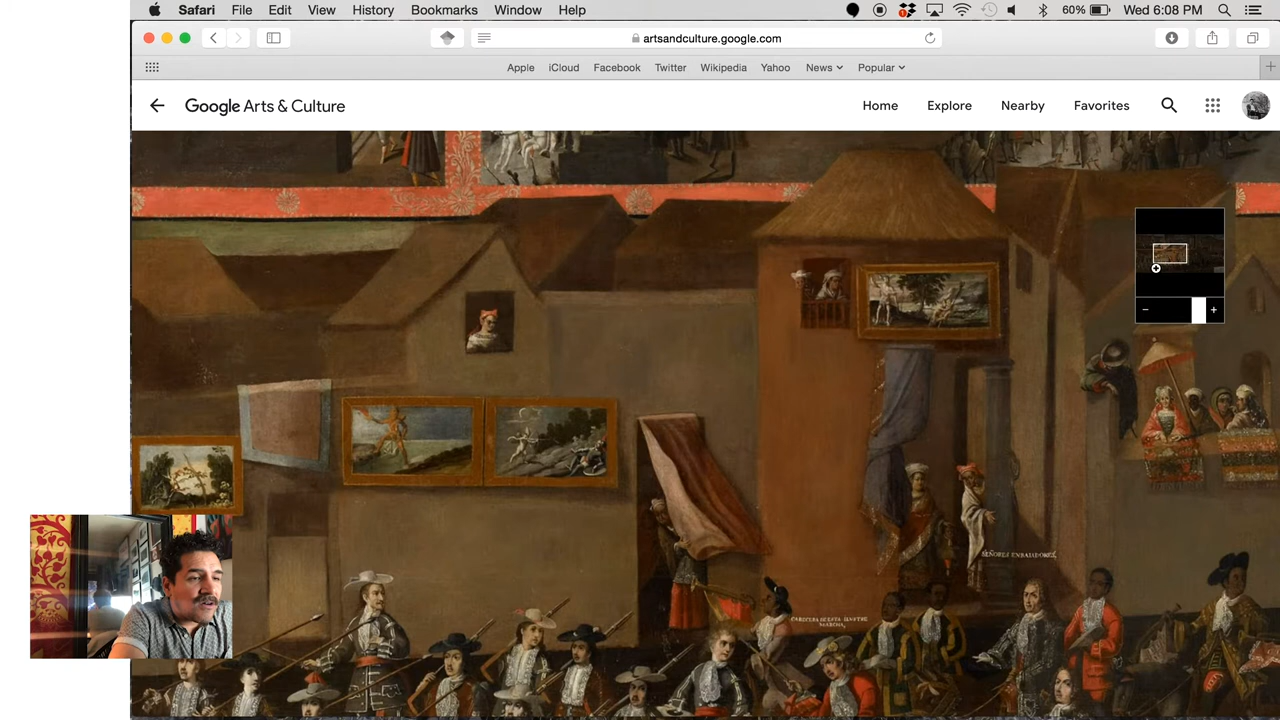 Safari File Edit View History Bookmarks Window Help 60% Wed 6:08 PM
artsandculture.google.com
Apple iCloud Facebook Twitter Wikipedia Yahoo News Popular
Google Arts & Culture Home Explore Nearby Favorites
SEÑORES ENBAIADORES.